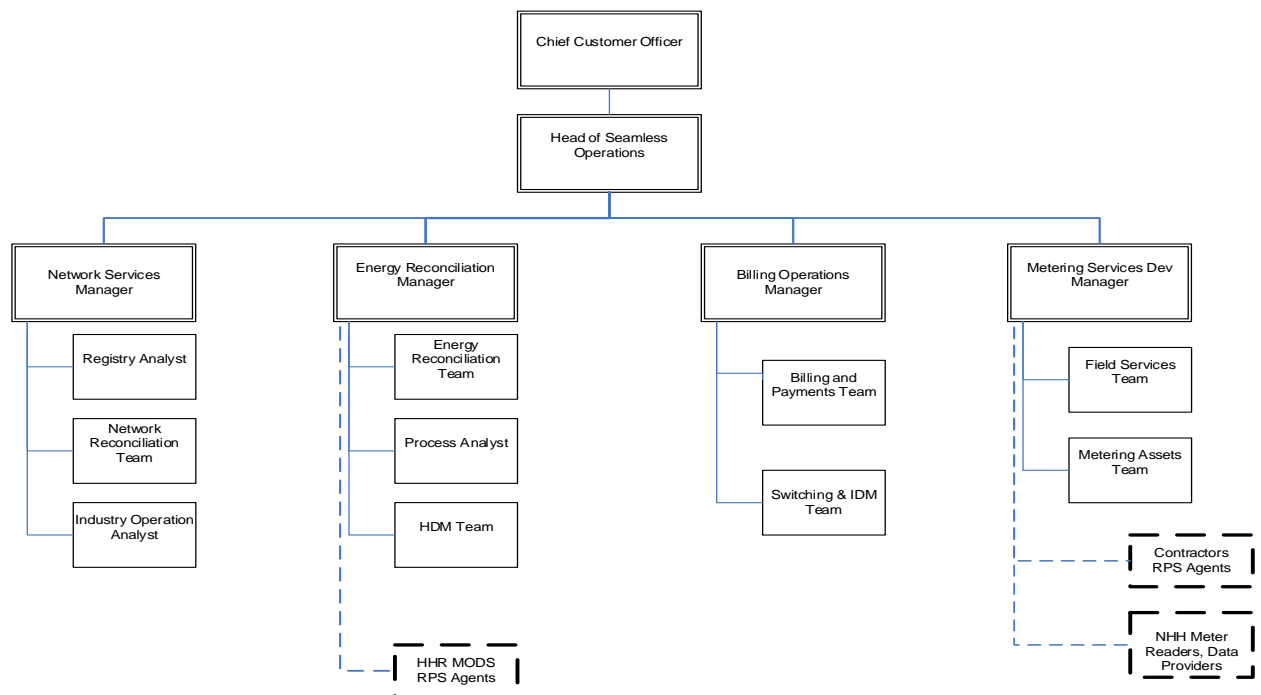 Chief Customer Officer
Head of Seamless
Operations
Network Services
Manager
Energy Reconciliation
Manager
Billing Operations
Manager
Metering Services Dev
Manager
Registry Analyst
Network
Reconciliation
Team
Industry Operation
Analyst
Energy
Reconciliation
Team
Process Analyst
HDM Team
HHR MODS
RPS Agents
Billing and
Payments Team
Switching & IDM
Team
Field Services
Team
Metering Assets
Team
Contractors
RPS Agents
NHH Meter
Readers, Data
Providers